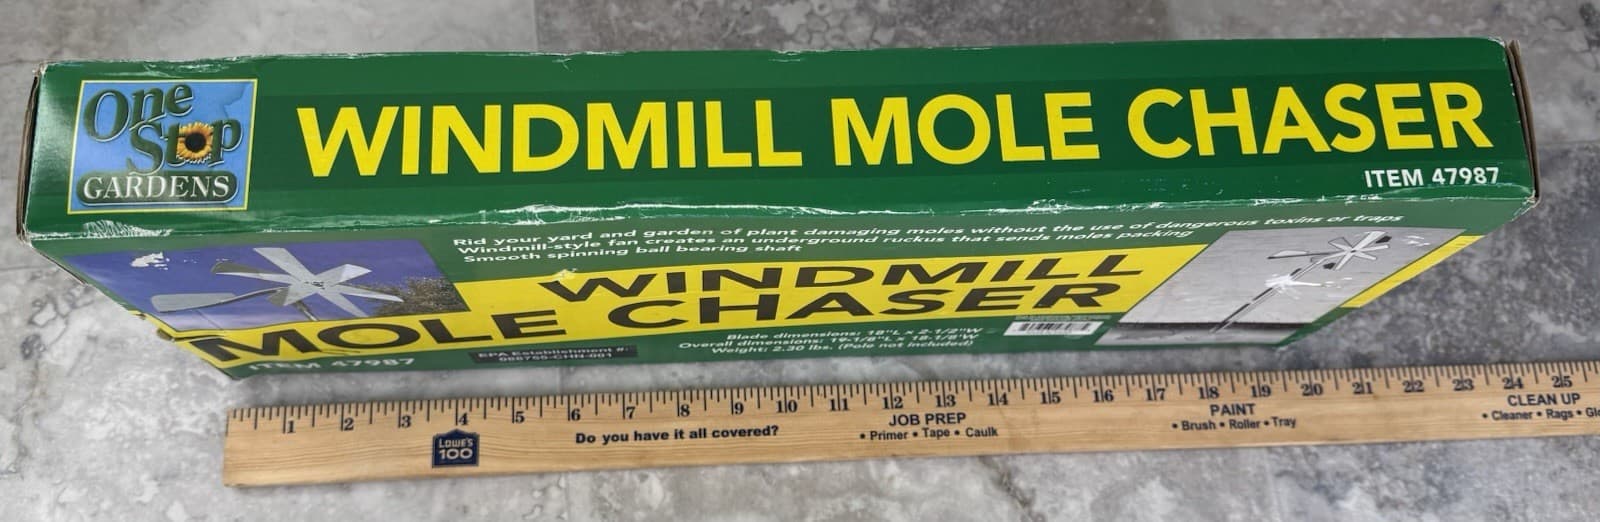 One
Stop
GARDENS
WINDMILL MOLE CHASER
ITEM 47987
Rid your yard and garden of plant damaging moles without the use of dangerous toxins or traps
Windmill-style fan creates an underground ruckus that sends moles packing
Smooth spinning ball bearing shaft
WINDMILL
MOLE CHASER
ITEM 47987
EPA Establishment #:
Blade dimensions: 18"L x 2-1/2"W
Overall dimensions: 19-1/8"L x 18-1/8"W
Weight: 2.30 lbs. (Pole not included)
1 2 3 4 5 6 7 8 9 10 11 12 13 14 15 16 17 18 19 20 21 22 23 24 25
LOWE'S
100
Do you have it all covered?
JOB PREP
• Primer • Tape • Caulk
PAINT
• Brush • Roller • Tray
CLEAN UP
• Cleaner • Rags •